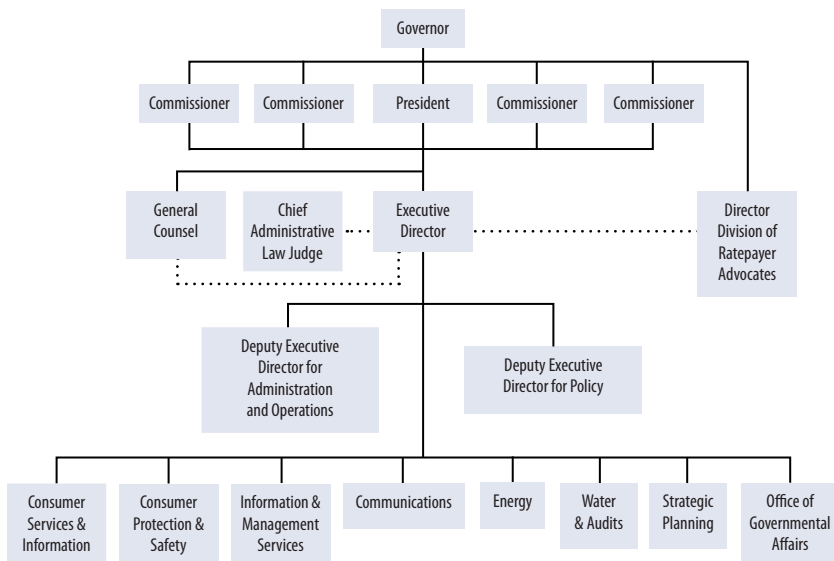 Governor
Commissioner
Commissioner
President
Commissioner
Commissioner
General
Counsel
Chief
Administrative
Law Judge
Executive
Director
Director
Division of
Ratepayer
Advocates
Deputy Executive
Director for
Administration
and Operations
Deputy Executive
Director for Policy
Consumer
Services &
Information
Consumer
Protection &
Safety
Information &
Management
Services
Communications
Energy
Water
& Audits
Strategic
Planning
Office of
Governmental
Affairs